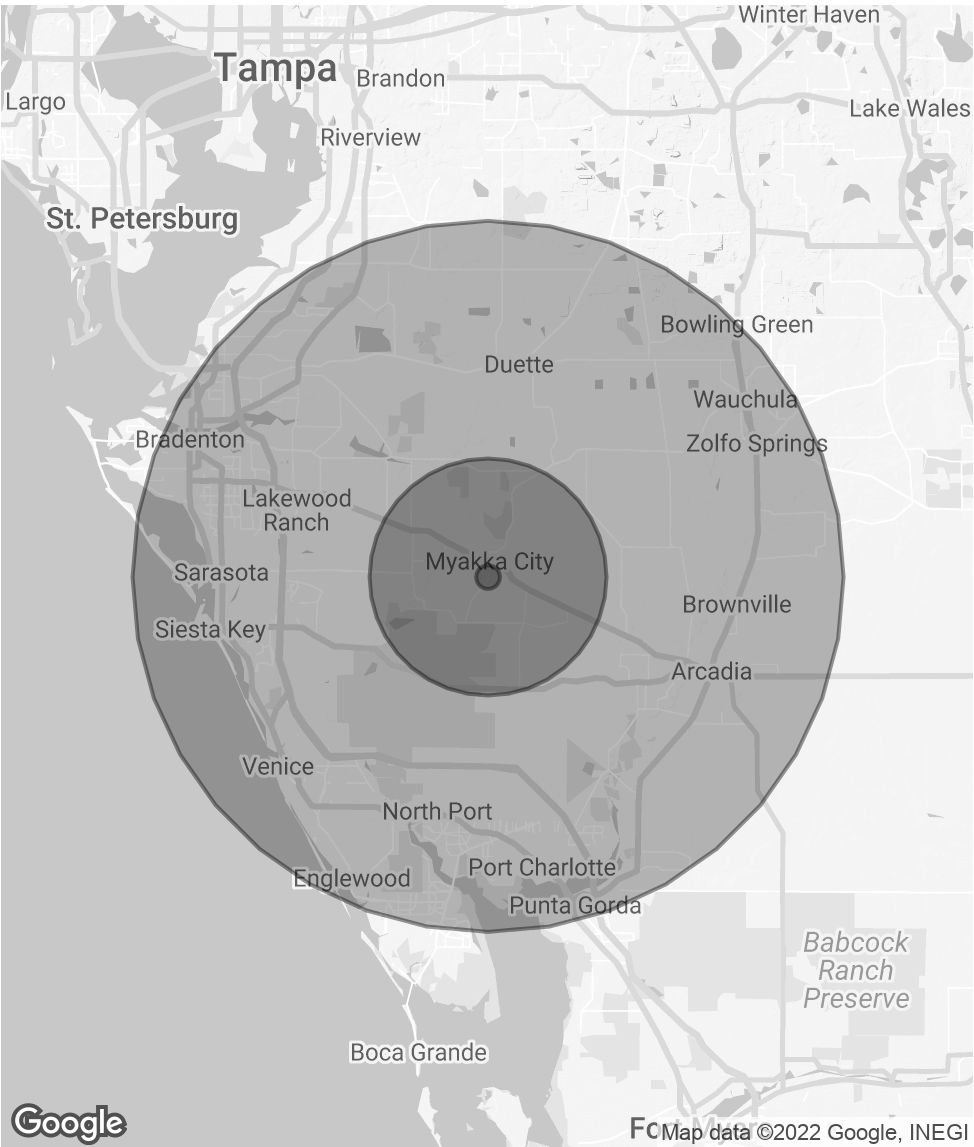 Winter Haven
Tampa
Brandon
Largo
Lake Wales
Riverview
St. Petersburg
Bowling Green
Duette
Wauchula
Bradenton
Zolfo Springs
Lakewood
Ranch
Myakka City
Sarasota
Brownville
Siesta Key
Arcadia
Venice
North Port
Port Charlotte
Englewood
Punta Gorda
Babcock
Ranch
Preserve
Boca Grande
Google
Map data ©2022 Google, INEGI